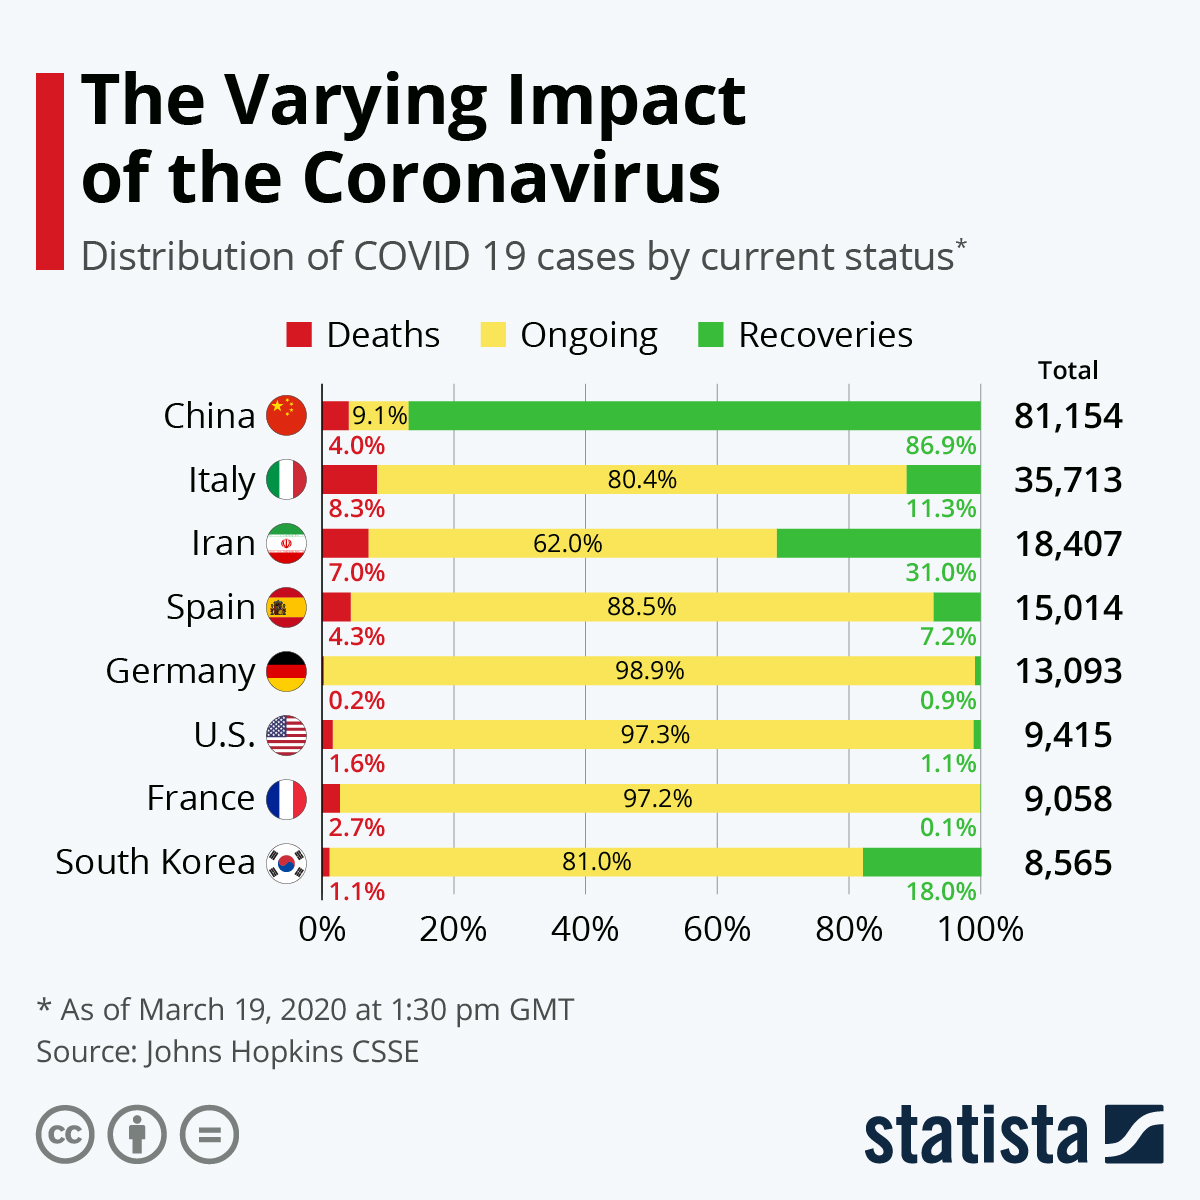 The Varying Impact
of the Coronavirus
Distribution of COVID 19 cases by current status*
Deaths Ongoing Recoveries
Total
China 9.1% 81,154
4.0% 86.9%
Italy 80.4% 35,713
8.3% 11.3%
Iran 62.0% 18,407
7.0% 31.0%
Spain 88.5% 15,014
4.3% 7.2%
Germany 98.9% 13,093
0.2% 0.9%
U.S. 97.3% 9,415
1.6% 1.1%
France 97.2% 9,058
2.7% 0.1%
South Korea 81.0% 8,565
1.1% 18.0%
0% 20% 40% 60% 80% 100%
* As of March 19, 2020 at 1:30 pm GMT
Source: Johns Hopkins CSSE
cc =
statista